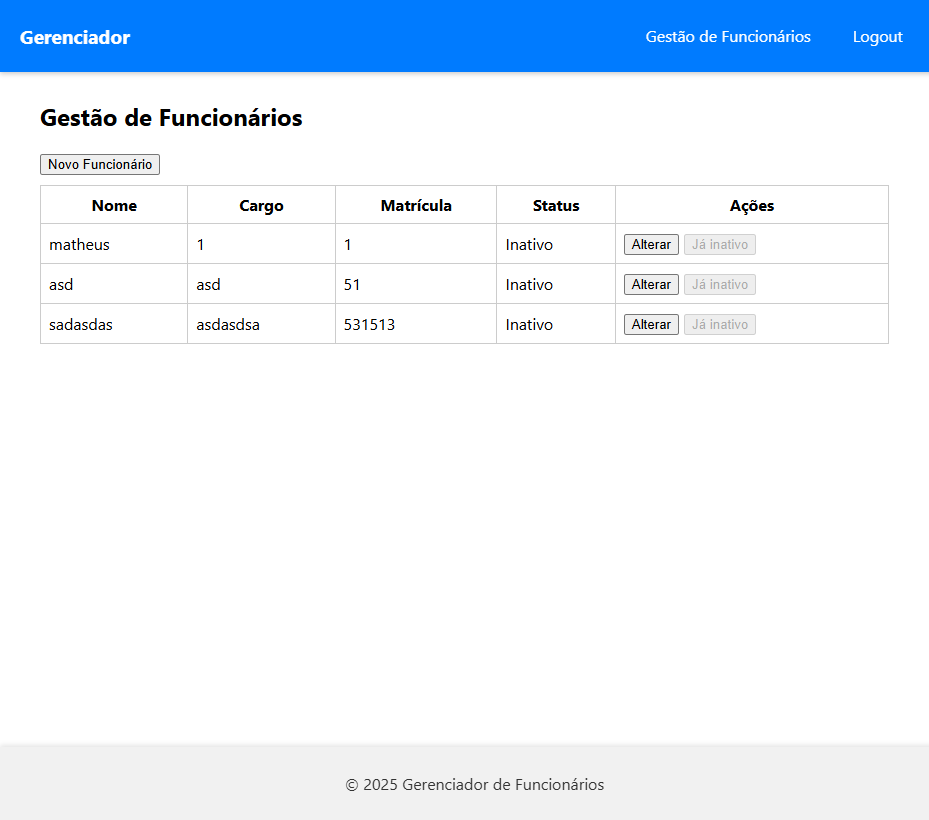 Gerenciador Gestão de Funcionários Logout
Gestão de Funcionários
Novo Funcionário
Nome Cargo Matrícula Status Ações
matheus 1 1 Inativo Alterar Já inativo
asd asd 51 Inativo Alterar Já inativo
sadasdas asdasdsa 531513 Inativo Alterar Já inativo
© 2025 Gerenciador de Funcionários